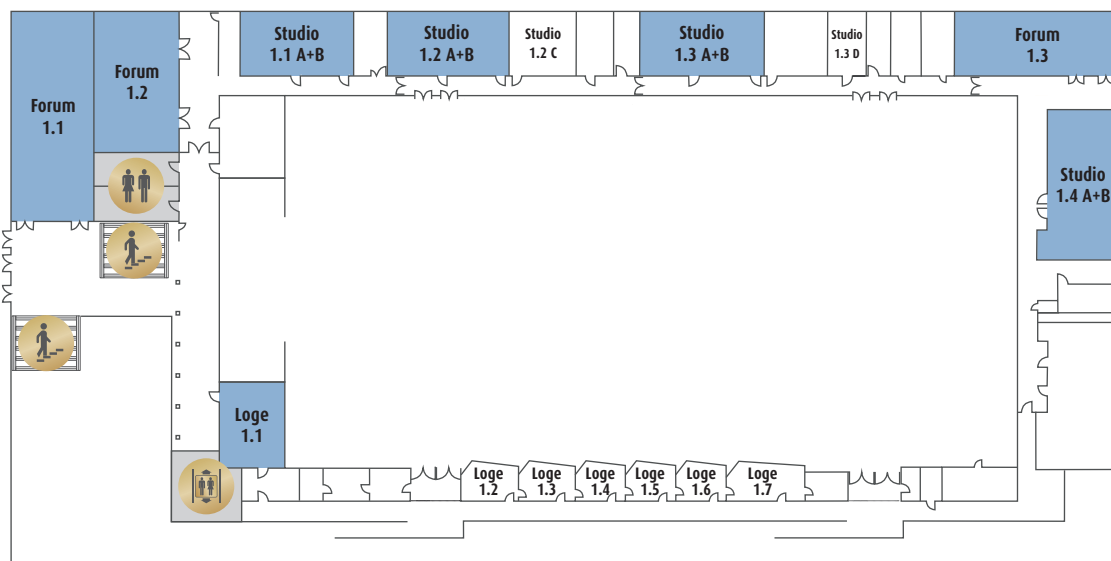 Forum
1.1
Forum
1.2
Studio
1.1 A+B
Studio
1.2 A+B
Studio
1.2 C
Studio
1.3 A+B
Studio
1.3 D
Forum
1.3
Studio
1.4 A+B
Loge
1.1
Loge
1.2
Loge
1.3
Loge
1.4
Loge
1.5
Loge
1.6
Loge
1.7